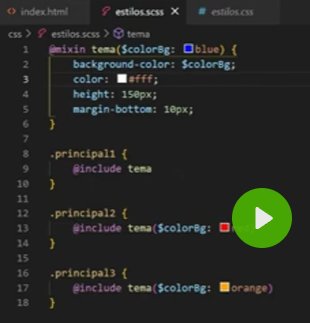 index.html
estilos.scss
estilos.css
css > estilos.scss > tema
1 @mixin tema($colorBg: blue) {
2 background-color: $colorBg;
3 color: #fff;
4 height: 150px;
5 margin-bottom: 10px;
6 }
7
8 .principal1 {
9 @include tema
10 }
11
12 .principal2 {
13 @include tema($colorBg:
14 }
15
16 .principal3 {
17 @include tema($colorBg: orange)
18 }